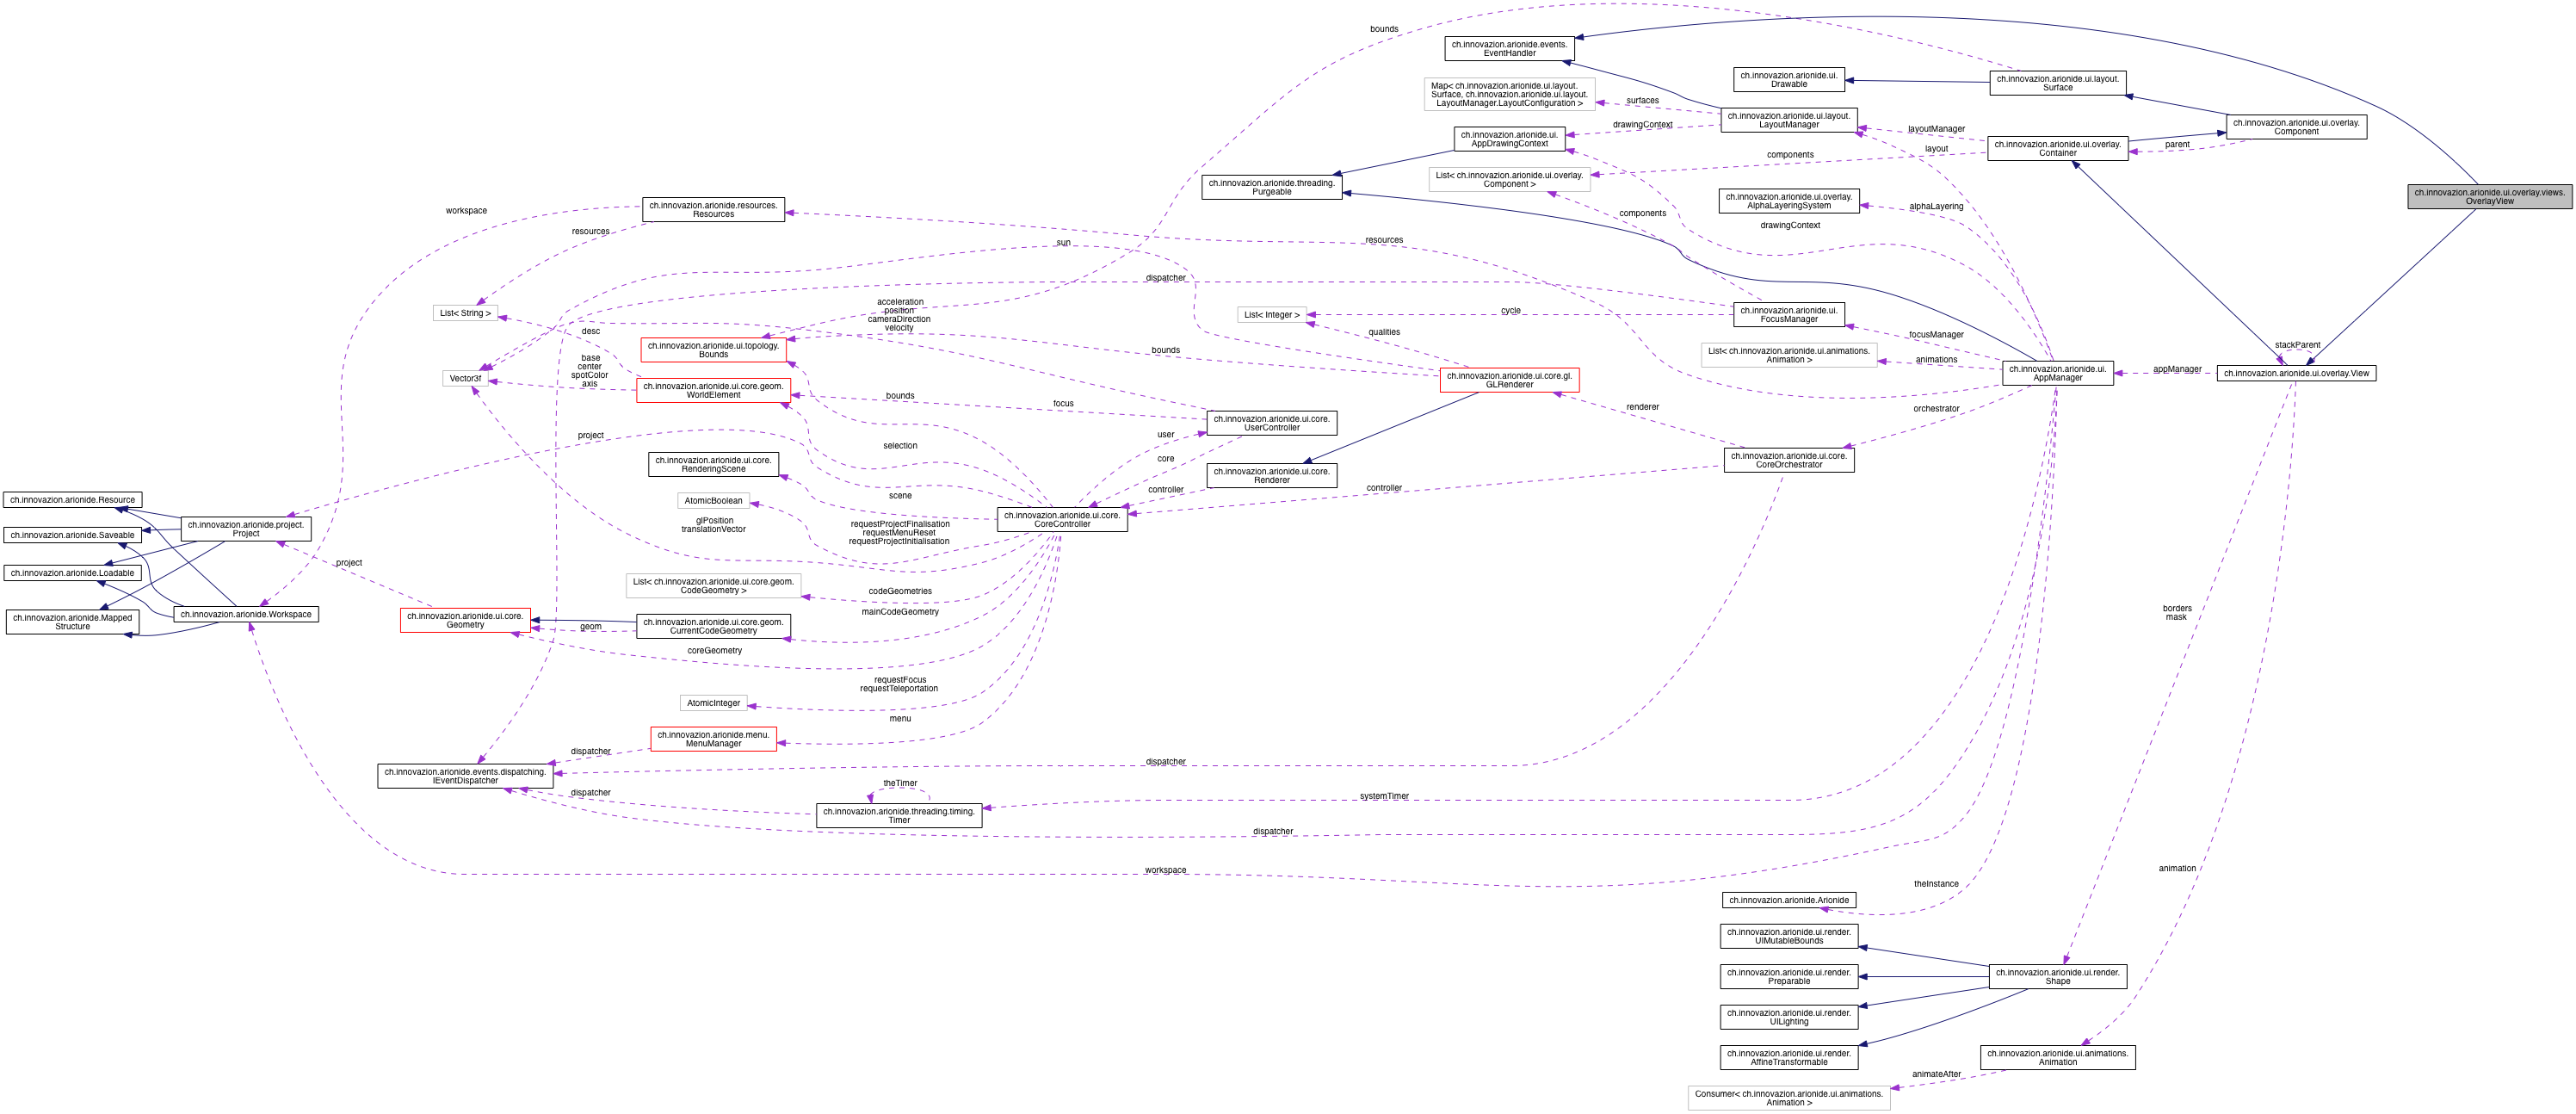 bounds
ch.innovazion.arionide.events.
EventHandler
ch.innovazion.arionide.ui.
Drawable
ch.innovazion.arionide.ui.layout.
Surface
Map< ch.innovazion.arionide.ui.layout.
Surface, ch.innovazion.arionide.ui.layout.
LayoutManager.LayoutConfiguration >
surfaces
ch.innovazion.arionide.ui.layout.
LayoutManager
drawingContext
ch.innovazion.arionide.ui.
AppDrawingContext
layoutManager
layout
ch.innovazion.arionide.ui.overlay.
Container
parent
ch.innovazion.arionide.ui.overlay.
Component
components
List< ch.innovazion.arionide.ui.overlay.
Component >
ch.innovazion.arionide.threading.
Purgeable
ch.innovazion.arionide.ui.overlay.views.
OverlayView
ch.innovazion.arionide.ui.overlay.
AlphaLayeringSystem
alphaLayering
components
drawingContext
workspace
ch.innovazion.arionide.resources.
Resources
resources
sun
resources
dispatcher
List< String >
acceleration
position
cameraDirection
velocity
List< Integer >
cycle
ch.innovazion.arionide.ui.
FocusManager
desc
qualities
focusManager
ch.innovazion.arionide.ui.topology.
Bounds
bounds
List< ch.innovazion.arionide.ui.animations.
Animation >
animations
stackParent
base
center
spotColor
axis
Vector3f
ch.innovazion.arionide.ui.core.geom.
WorldElement
ch.innovazion.arionide.ui.core.gl.
GLRenderer
ch.innovazion.arionide.ui.
AppManager
appManager
ch.innovazion.arionide.ui.overlay.View
bounds
focus
renderer
orchestrator
ch.innovazion.arionide.ui.core.
UserController
project
selection
user
core
ch.innovazion.arionide.ui.core.
RenderingScene
ch.innovazion.arionide.ui.core.
Renderer
ch.innovazion.arionide.ui.core.
CoreOrchestrator
scene
controller
controller
ch.innovazion.arionide.Resource
AtomicBoolean
ch.innovazion.arionide.project.
Project
glPosition
translationVector
requestProjectFinalisation
requestMenuReset
requestProjectInitialisation
ch.innovazion.arionide.ui.core.
CoreController
ch.innovazion.arionide.Saveable
project
ch.innovazion.arionide.Loadable
List< ch.innovazion.arionide.ui.core.geom.
CodeGeometry >
codeGeometries
ch.innovazion.arionide.Mapped
Structure
ch.innovazion.arionide.Workspace
ch.innovazion.arionide.ui.core.
Geometry
geom
ch.innovazion.arionide.ui.core.geom.
CurrentCodeGeometry
mainCodeGeometry
borders
mask
coreGeometry
requestFocus
requestTeleportation
AtomicInteger
menu
ch.innovazion.arionide.menu.
MenuManager
dispatcher
dispatcher
ch.innovazion.arionide.events.dispatching.
IEventDispatcher
theTimer
dispatcher
ch.innovazion.arionide.threading.timing.
Timer
systemTimer
dispatcher
workspace
animation
theInstance
ch.innovazion.arionide.Arionide
ch.innovazion.arionide.ui.render.
UIMutableBounds
ch.innovazion.arionide.ui.render.
Preparable
ch.innovazion.arionide.ui.render.
Shape
ch.innovazion.arionide.ui.render.
UILighting
ch.innovazion.arionide.ui.render.
AffineTransformable
ch.innovazion.arionide.ui.animations.
Animation
animateAfter
Consumer< ch.innovazion.arionide.ui.animations.
Animation >